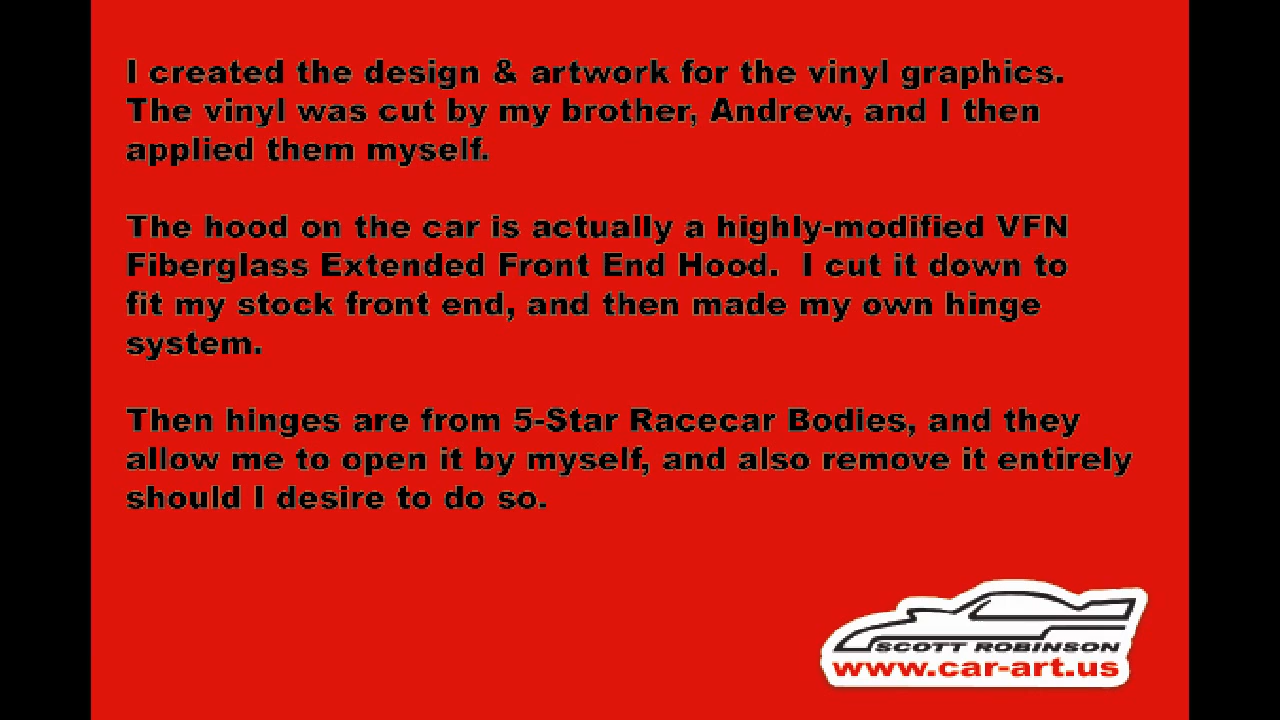 I created the design & artwork for the vinyl graphics.
The vinyl was cut by my brother, Andrew, and I then
applied them myself.
The hood on the car is actually a highly-modified VFN
Fiberglass Extended Front End Hood.  I cut it down to
fit my stock front end, and then made my own hinge
system.
Then hinges are from 5-Star Racecar Bodies, and they
allow me to open it by myself, and also remove it entirely
should I desire to do so.
SCOTT ROBINSON
www.car-art.us